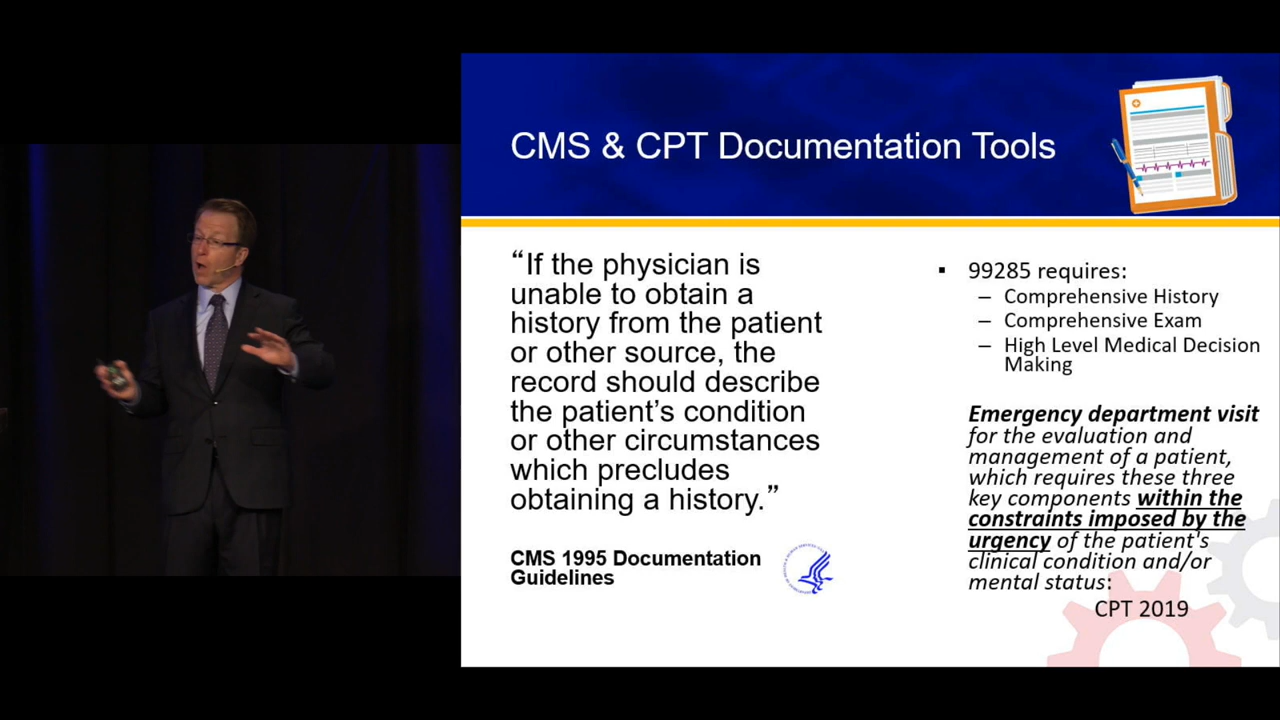 CMS & CPT Documentation Tools
“If the physician is
unable to obtain a
history from the patient
or other source, the
record should describe
the patient’s condition
or other circumstances
which precludes
obtaining a history.”
CMS 1995 Documentation
Guidelines
▪ 99285 requires:
– Comprehensive History
– Comprehensive Exam
– High Level Medical Decision
Making
Emergency department visit
for the evaluation and
management of a patient,
which requires these three
key components within the
constraints imposed by the
urgency of the patient's
clinical condition and/or
mental status:
CPT 2019